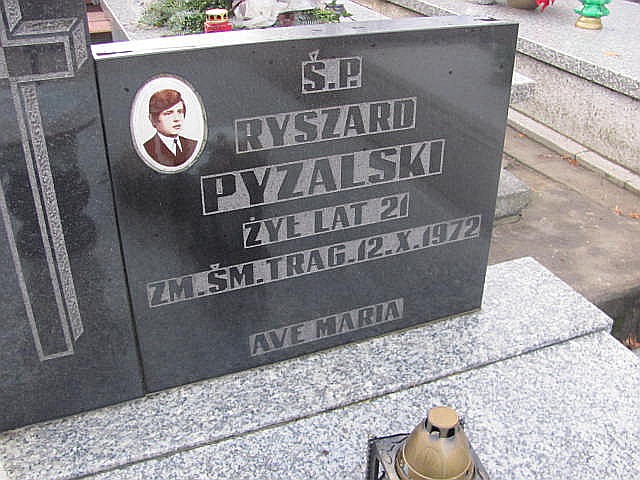 Ś.P.
RYSZARD
PYZALSKI
ŻYŁ LAT 21
ZM.ŚM.TRAG.12.X.1972
AVE MARIA